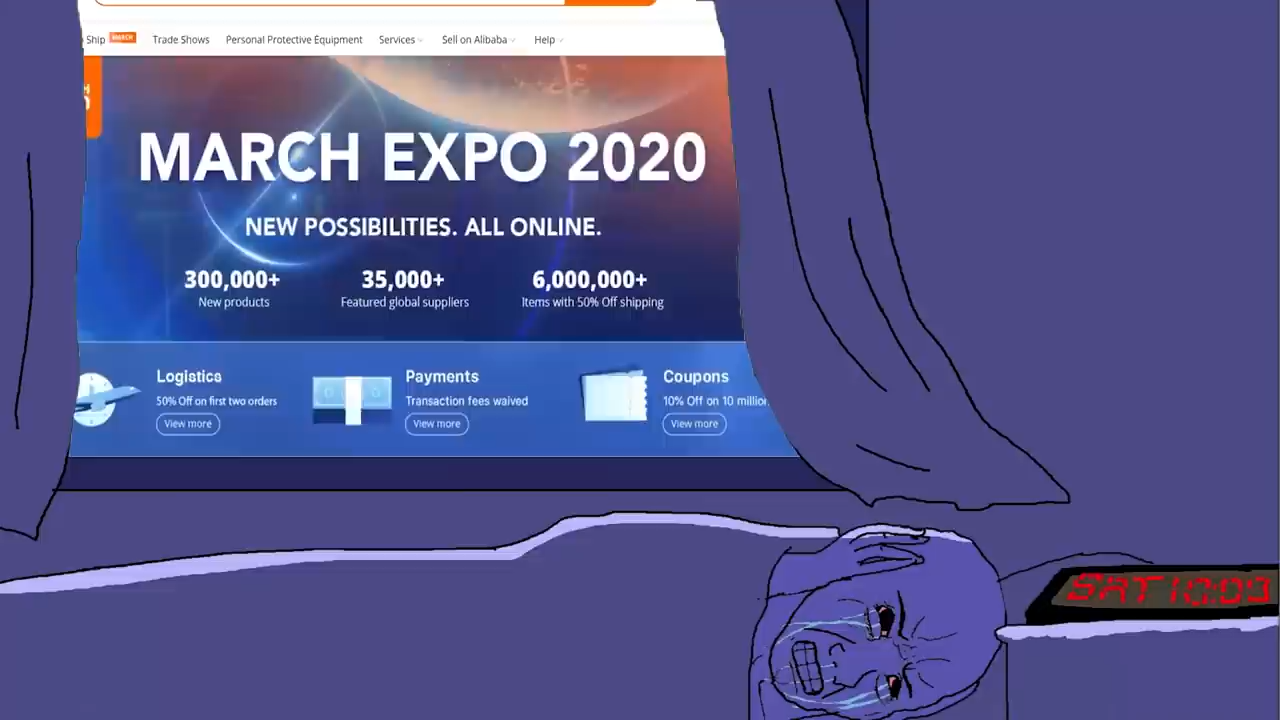 Ship MARCH Trade Shows Personal Protective Equipment Services Sell on Alibaba Help
MARCH EXPO 2020
NEW POSSIBILITIES. ALL ONLINE.
300,000+ 35,000+ 6,000,000+
New products Featured global suppliers Items with 50% Off shipping
Logistics Payments Coupons
50% Off on first two orders Transaction fees waived 10% Off on 10 million
View more View more View more
SAT 10:09